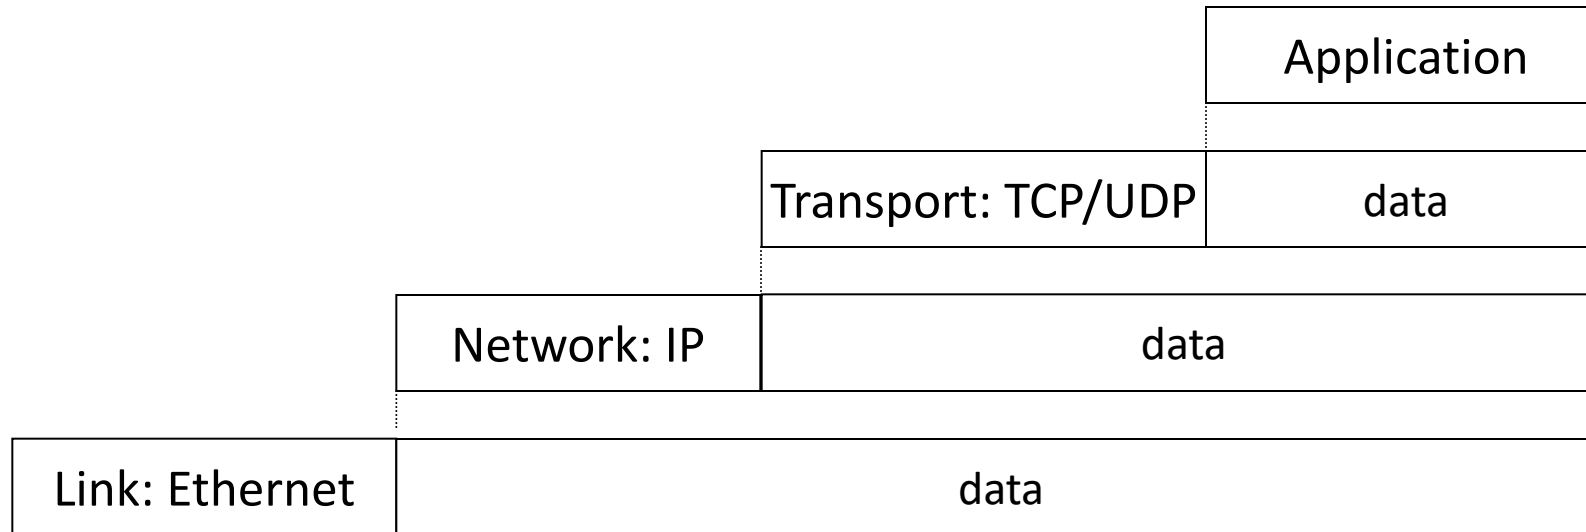 Application
Transport: TCP/UDP data
Network: IP data
Link: Ethernet data